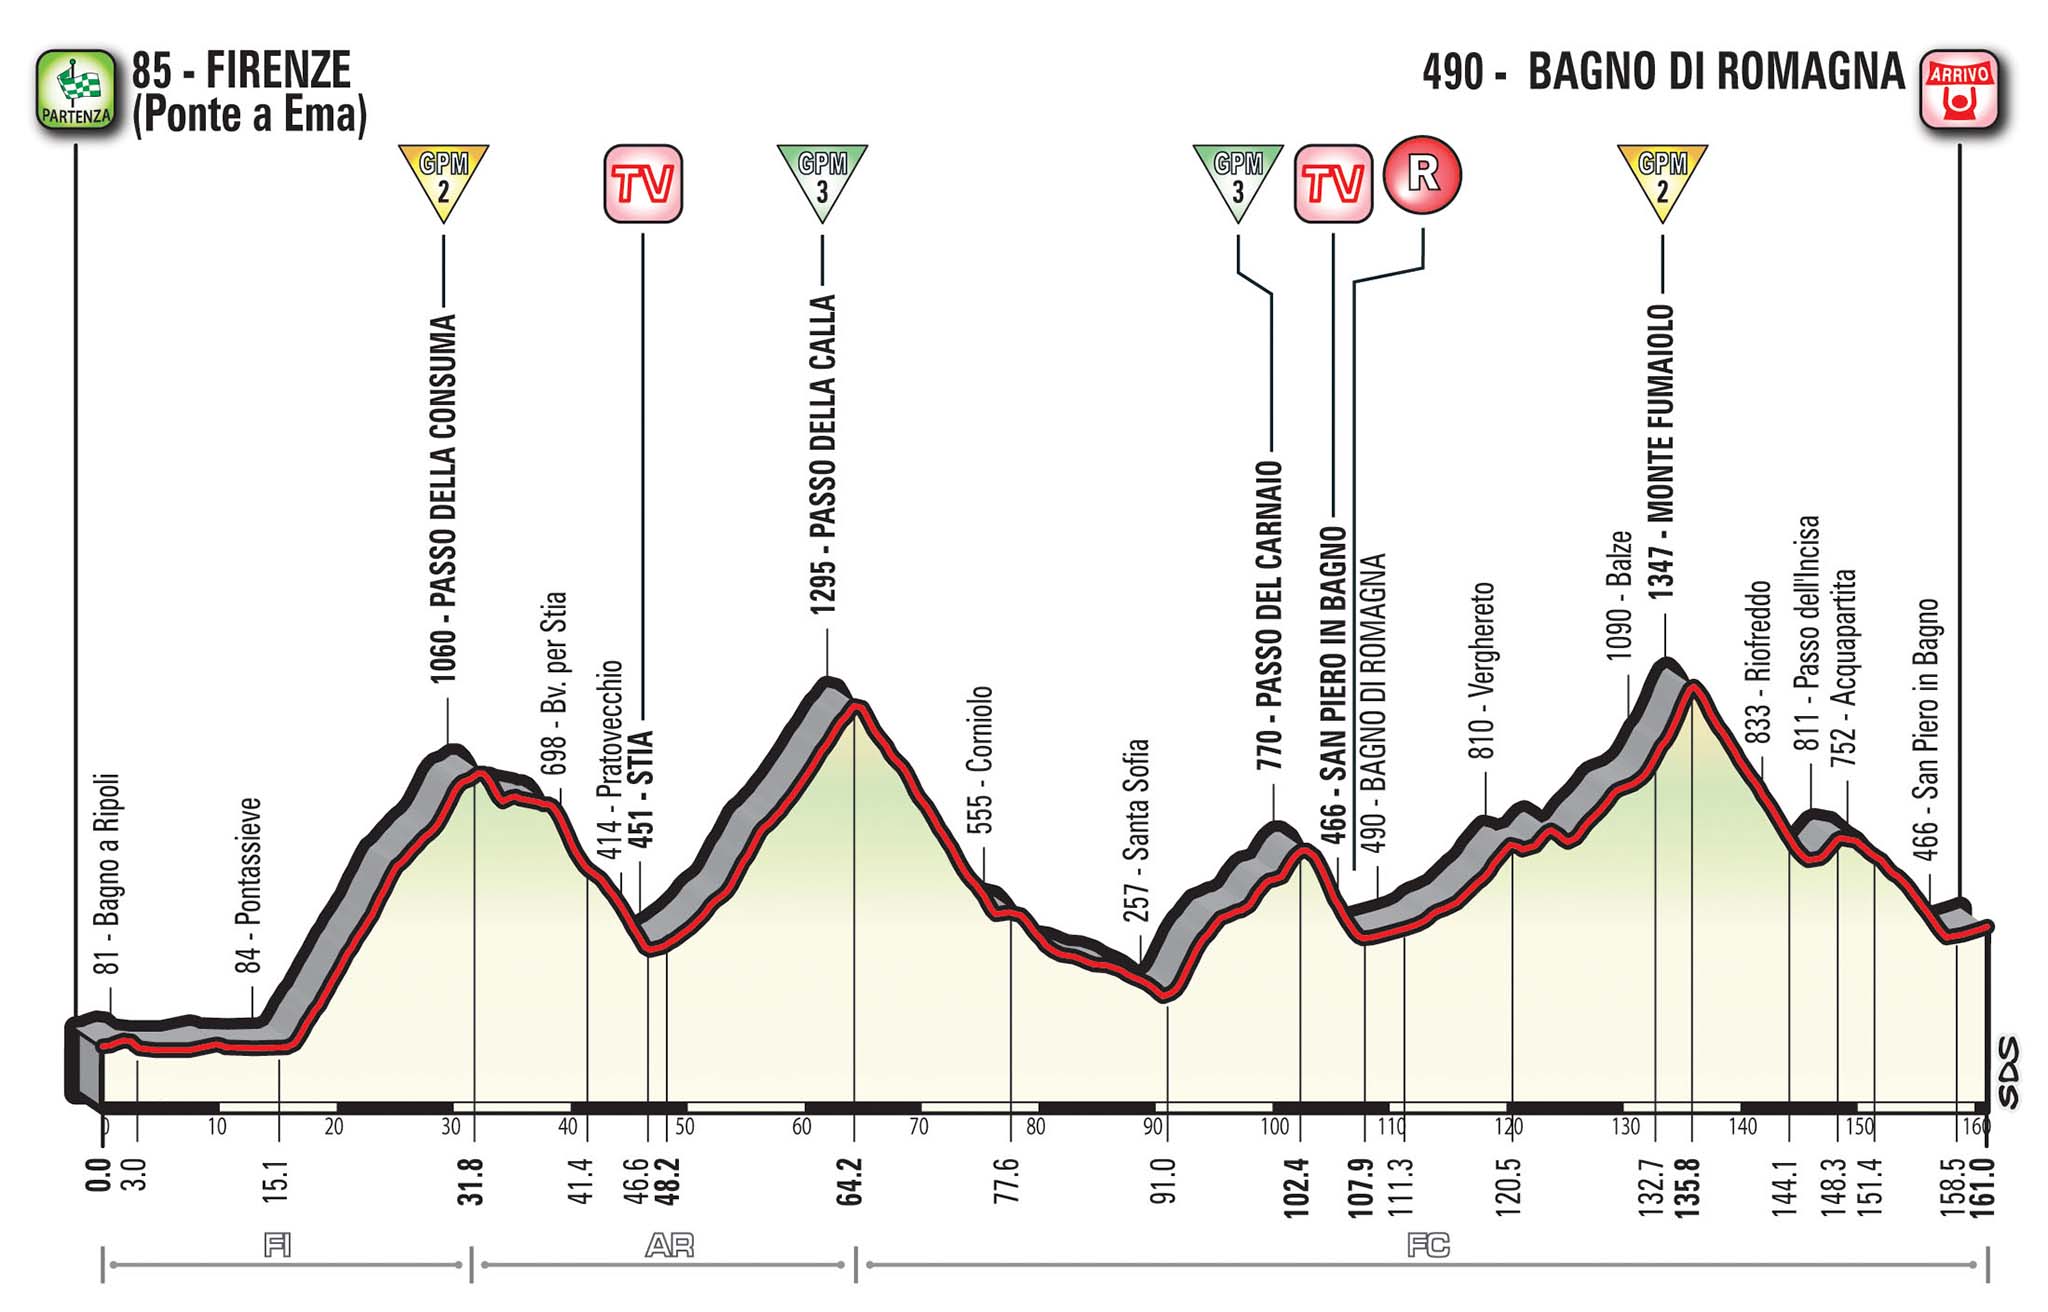 85 - FIRENZE
(Ponte a Ema)
490 - BAGNO DI ROMAGNA
PARTENZA
ARRIVO
GPM
2
TV
GPM
3
GPM
3
TV
R
GPM
2
81 - Bagno a Ripoli
84 - Pontassieve
1060 - PASSO DELLA CONSUMA
698 - Bv. per Stia
414 - Pratovecchio
451 - STIA
1295 - PASSO DELLA CALLA
555 - Corniolo
257 - Santa Sofia
770 - PASSO DEL CARNAIO
466 - SAN PIERO IN BAGNO
490 - BAGNO DI ROMAGNA
810 - Verghereto
1090 - Balze
1347 - MONTE FUMAIOLO
833 - Riofreddo
811 - Passo dell'Incisa
752 - Acquapartita
466 - San Piero in Bagno
SDS
0 10 20 30 40 50 60 70 80 90 100 110 120 130 140 150 160
0.0 3.0 15.1 31.8 41.4 46.6 48.2 64.2 77.6 91.0 102.4 107.9 111.3 120.5 132.7 135.8 144.1 148.3 151.4 158.5 161.0
FI AR FC